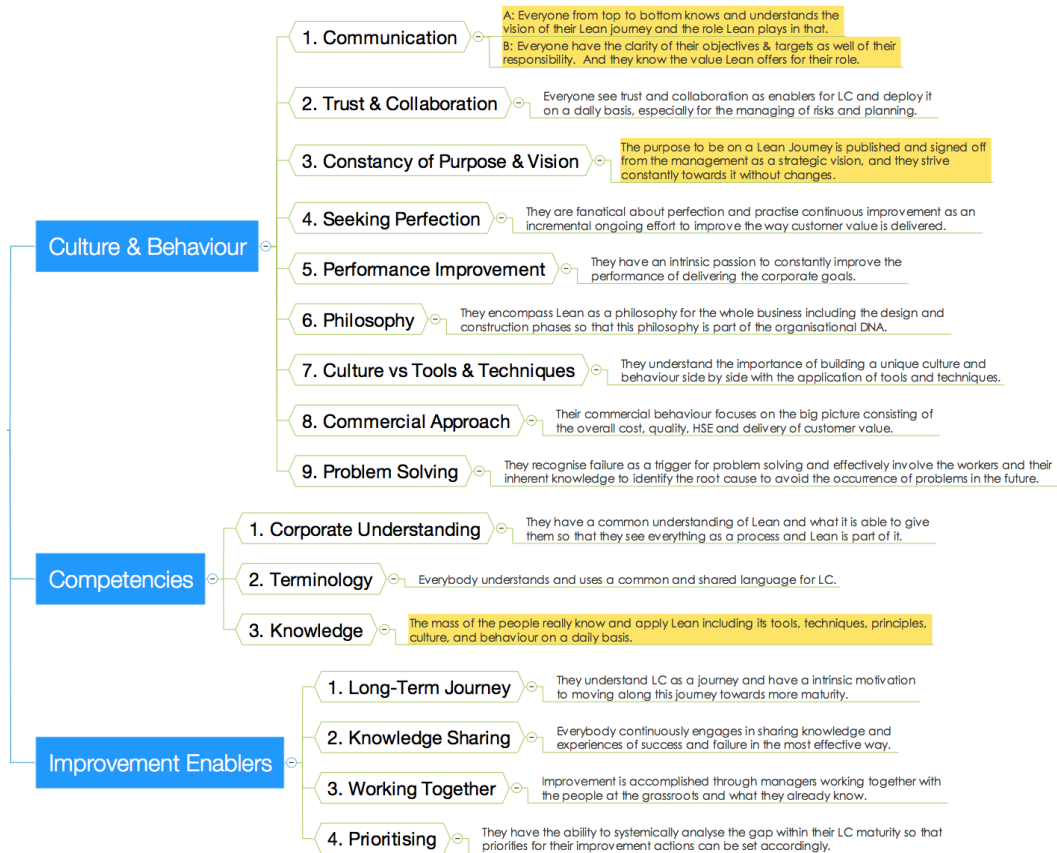 Culture & Behaviour
1. Communication
A: Everyone from top to bottom knows and understands the
vision of their Lean journey and the role Lean plays in that.
B: Everyone have the clarity of their objectives & targets as well of their
responsibility. And they know the value Lean offers for their role.
2. Trust & Collaboration
Everyone see trust and collaboration as enablers for LC and deploy it
on a daily basis, especially for the managing of risks and planning.
3. Constancy of Purpose & Vision
The purpose to be on a Lean Journey is published and signed off
from the management as a strategic vision, and they strive
constantly towards it without changes.
4. Seeking Perfection
They are fanatical about perfection and practise continuous improvement as an
incremental ongoing effort to improve the way customer value is delivered.
5. Performance Improvement
They have an intrinsic passion to constantly improve the
performance of delivering the corporate goals.
6. Philosophy
They encompass Lean as a philosophy for the whole business including the design and
construction phases so that this philosophy is part of the organisational DNA.
7. Culture vs Tools & Techniques
They understand the importance of building a unique culture and
behaviour side by side with the application of tools and techniques.
8. Commercial Approach
Their commercial behaviour focuses on the big picture consisting of
the overall cost, quality, HSE and delivery of customer value.
9. Problem Solving
They recognise failure as a trigger for problem solving and effectively involve the workers and their
inherent knowledge to identify the root cause to avoid the occurrence of problems in the future.
Competencies
1. Corporate Understanding
They have a common understanding of Lean and what it is able to give
them so that they see everything as a process and Lean is part of it.
2. Terminology
Everybody understands and uses a common and shared language for LC.
3. Knowledge
The mass of the people really know and apply Lean including its tools, techniques, principles,
culture, and behaviour on a daily basis.
Improvement Enablers
1. Long-Term Journey
They understand LC as a journey and have a intrinsic motivation
to moving along this journey towards more maturity.
2. Knowledge Sharing
Everybody continuously engages in sharing knowledge and
experiences of success and failure in the most effective way.
3. Working Together
Improvement is accomplished through managers working together with
the people at the grassroots and what they already know.
4. Prioritising
They have the ability to systemically analyse the gap within their LC maturity so that
priorities for their improvement actions can be set accordingly.